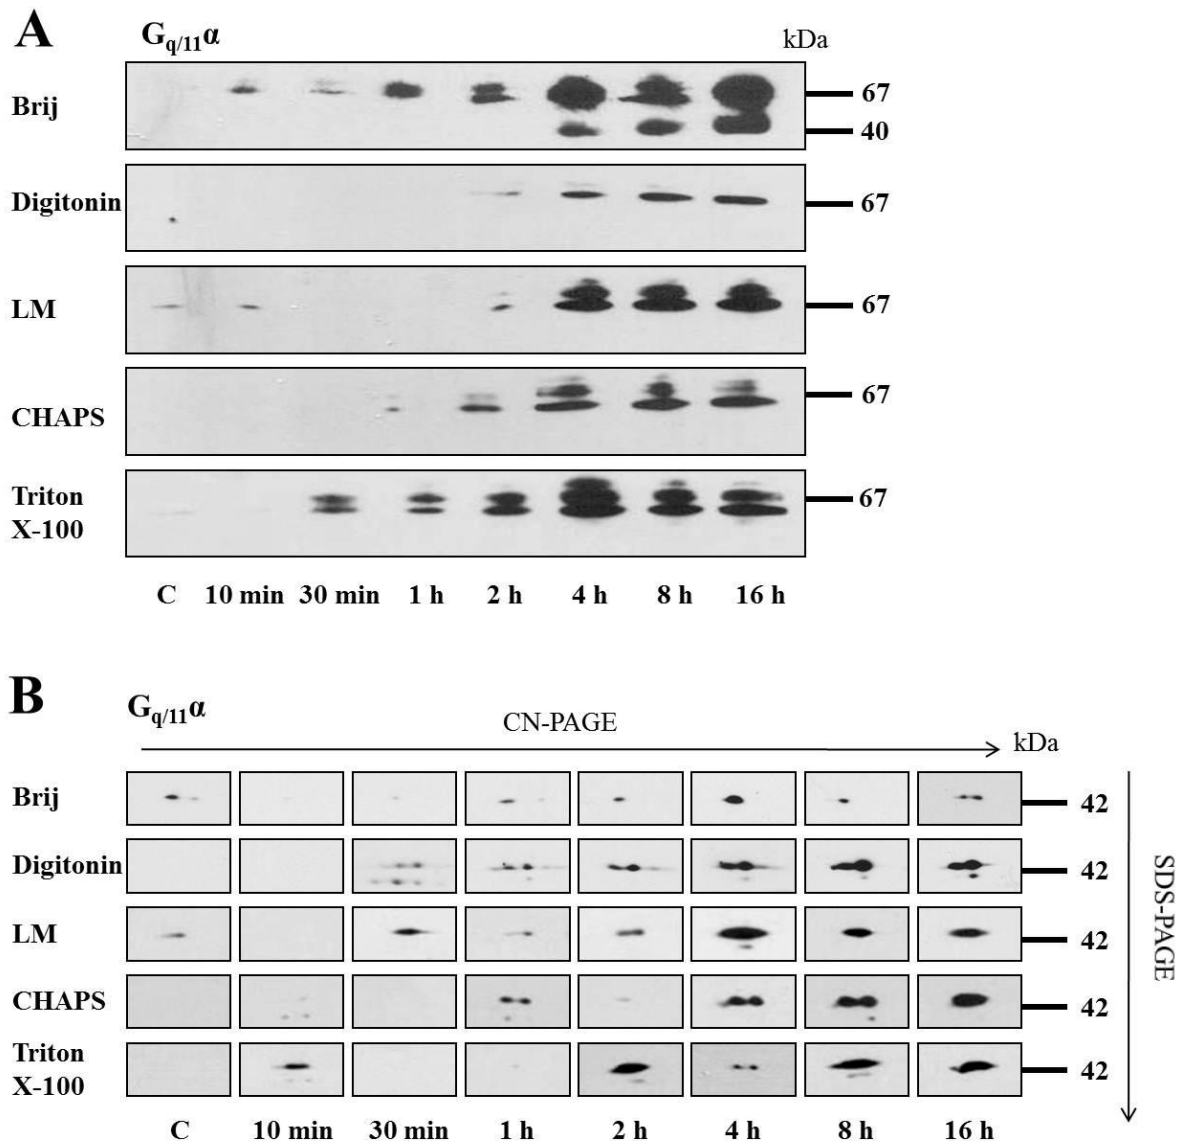 A
Gq/11α
kDa
Brij
67
40
Digitonin
67
LM
67
CHAPS
67
Triton
X-100
67
C 10 min 30 min 1 h 2 h 4 h 8 h 16 h
B
Gq/11α
CN-PAGE
kDa
Brij
42
Digitonin
42
LM
42
CHAPS
42
Triton
X-100
42
SDS-PAGE
C 10 min 30 min 1 h 2 h 4 h 8 h 16 h